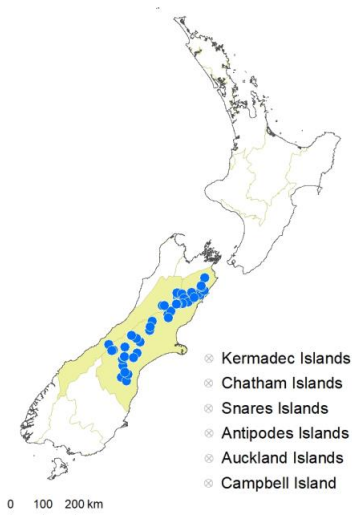 Kermadec Islands
Chatham Islands
Snares Islands
Antipodes Islands
Auckland Islands
Campbell Island
0 100 200 km